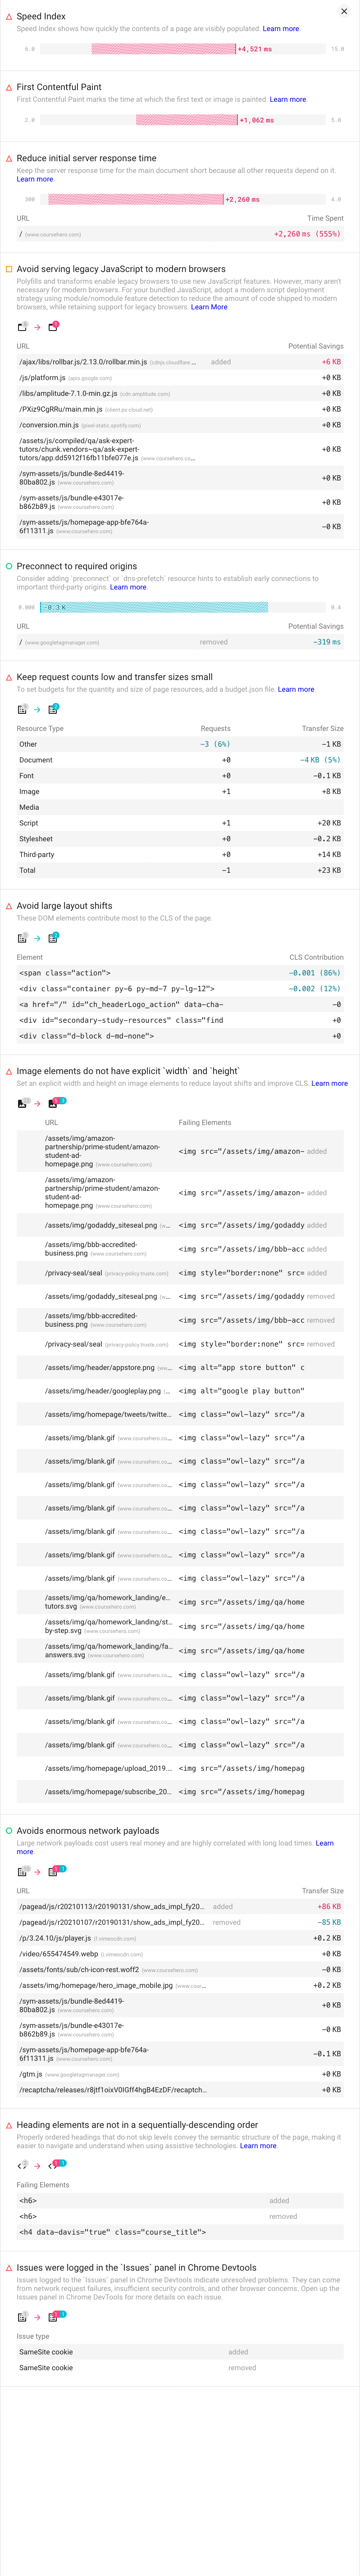 Speed Index
Speed Index shows how quickly the contents of a page are visibly populated. Learn more.
6.0 +4,521 ms 15.0
First Contentful Paint
First Contentful Paint marks the time at which the first text or image is painted. Learn more.
2.0 +1,062 ms 5.0
Reduce initial server response time
Keep the server response time for the main document short because all other requests depend on it.
Learn more.
300 +2,260 ms 4.0
URL Time Spent
/ (www.coursehero.com) +2,260 ms (555%)
Avoid serving legacy JavaScript to modern browsers
Polyfills and transforms enable legacy browsers to use new JavaScript features. However, many aren't
necessary for modern browsers. For your bundled JavaScript, adopt a modern script deployment
strategy using module/nomodule feature detection to reduce the amount of code shipped to modern
browsers, while retaining support for legacy browsers. Learn More
URL Potential Savings
/ajax/libs/rollbar.js/2.13.0/rollbar.min.js (cdnjs.cloudflare.... added +6 KB
/js/platform.js (apis.google.com) +0 KB
/libs/amplitude-7.1.0-min.gz.js (cdn.amplitude.com) +0 KB
/PXiz9CgRRu/main.min.js (client.px-cloud.net) +0 KB
/conversion.min.js (pixel-static.spotify.com) +0 KB
/assets/js/compiled/qa/ask-expert-
tutors/chunk.vendors~qa/ask-expert-
tutors/app.dd5912f16fb11bfe077e.js (www.coursehero.co... +0 KB
/sym-assets/js/bundle-8ed4419-
80ba802.js (www.coursehero.com) +0 KB
/sym-assets/js/bundle-e43017e-
b862b89.js (www.coursehero.com) +0 KB
/sym-assets/js/homepage-app-bfe764a-
6f11311.js (www.coursehero.com) −0 KB
Preconnect to required origins
Consider adding `preconnect` or `dns-prefetch` resource hints to establish early connections to
important third-party origins. Learn more.
0.000 -0.3 K 0.4
URL Potential Savings
/ (www.googletagmanager.com) removed −319 ms
Keep request counts low and transfer sizes small
To set budgets for the quantity and size of page resources, add a budget.json file. Learn more.
Resource Type Requests Transfer Size
Other −3 (6%) −1 KB
Document +0 −4 KB (5%)
Font +0 −0.1 KB
Image +1 +8 KB
Media
Script +1 +20 KB
Stylesheet +0 −0.2 KB
Third-party +0 +14 KB
Total −1 +23 KB
Avoid large layout shifts
These DOM elements contribute most to the CLS of the page.
Element CLS Contribution
<span class="action"> −0.001 (86%)
<div class="container py-6 py-md-7 py-lg-12"> −0.002 (12%)
<a href="/" id="ch_headerLogo_action" data-cha- −0
<div id="secondary-study-resources" class="find +0
<div class="d-block d-md-none"> +0
Image elements do not have explicit `width` and `height`
Set an explicit width and height on image elements to reduce layout shifts and improve CLS. Learn more
URL Failing Elements
/assets/img/amazon-
partnership/prime-student/amazon-
student-ad-
homepage.png (www.coursehero.com) <img src="/assets/img/amazon- added
/assets/img/amazon-
partnership/prime-student/amazon-
student-ad-
homepage.png (www.coursehero.com) <img src="/assets/img/amazon- added
/assets/img/godaddy_siteseal.png (w... <img src="/assets/img/godaddy added
/assets/img/bbb-accredited-
business.png (www.coursehero.com) <img src="/assets/img/bbb-acc added
/privacy-seal/seal (privacy-policy.truste.com) <img style="border:none" src= added
/assets/img/godaddy_siteseal.png (w... <img src="/assets/img/godaddy removed
/assets/img/bbb-accredited-
business.png (www.coursehero.com) <img src="/assets/img/bbb-acc removed
/privacy-seal/seal (privacy-policy.truste.com) <img style="border:none" src= removed
/assets/img/header/appstore.png (ww... <img alt="app store button" c
/assets/img/header/googleplay.png (... <img alt="google play button"
/assets/img/homepage/tweets/twitte... <img class="owl-lazy" src="/a
/assets/img/blank.gif (www.coursehero.co... <img class="owl-lazy" src="/a
/assets/img/blank.gif (www.coursehero.co... <img class="owl-lazy" src="/a
/assets/img/blank.gif (www.coursehero.co... <img class="owl-lazy" src="/a
/assets/img/blank.gif (www.coursehero.co... <img class="owl-lazy" src="/a
/assets/img/blank.gif (www.coursehero.co... <img class="owl-lazy" src="/a
/assets/img/blank.gif (www.coursehero.co... <img class="owl-lazy" src="/a
/assets/img/blank.gif (www.coursehero.co... <img class="owl-lazy" src="/a
/assets/img/qa/homework_landing/e...
tutors.svg (www.coursehero.com) <img src="/assets/img/qa/home
/assets/img/qa/homework_landing/st...
by-step.svg (www.coursehero.com) <img src="/assets/img/qa/home
/assets/img/qa/homework_landing/fa...
answers.svg (www.coursehero.com) <img src="/assets/img/qa/home
/assets/img/blank.gif (www.coursehero.co... <img class="owl-lazy" src="/a
/assets/img/blank.gif (www.coursehero.co... <img class="owl-lazy" src="/a
/assets/img/blank.gif (www.coursehero.co... <img class="owl-lazy" src="/a
/assets/img/blank.gif (www.coursehero.co... <img class="owl-lazy" src="/a
/assets/img/homepage/upload_2019.... <img src="/assets/img/homepag
/assets/img/homepage/subscribe_20... <img src="/assets/img/homepag
Avoids enormous network payloads
Large network payloads cost users real money and are highly correlated with long load times. Learn
more.
URL Transfer Size
/pagead/js/r20210113/r20190131/show_ads_impl_fy20... added +86 KB
/pagead/js/r20210107/r20190131/show_ads_impl_fy20... removed −85 KB
/p/3.24.10/js/player.js (f.vimeocdn.com) +0 KB
/video/655474549.webp (i.vimeocdn.com) +0 KB
/assets/fonts/sub/ch-icon-rest.woff2 (www.coursehero.com) −0 KB
/assets/img/homepage/hero_image_mobile.jpg (www.cour... +0.2 KB
/sym-assets/js/bundle-8ed4419-
80ba802.js (www.coursehero.com) +0 KB
/sym-assets/js/bundle-e43017e-
b862b89.js (www.coursehero.com) −0 KB
/sym-assets/js/homepage-app-bfe764a-
6f11311.js (www.coursehero.com) −0.1 KB
/gtm.js (www.googletagmanager.com) +0 KB
/recaptcha/releases/r8jtf1oixV0IGff4hgB4EzDF/recaptch... +0 KB
Heading elements are not in a sequentially-descending order
Properly ordered headings that do not skip levels convey the semantic structure of the page, making it
easier to navigate and understand when using assistive technologies. Learn more.
Failing Elements
<h6> added
<h6> removed
<h4 data-davis="true" class="course_title">
Issues were logged in the `Issues` panel in Chrome Devtools
Issues logged to the `Issues` panel in Chrome Devtools indicate unresolved problems. They can come
from network request failures, insufficient security controls, and other browser concerns. Open up the
Issues panel in Chrome DevTools for more details on each issue.
Issue type
SameSite cookie added
SameSite cookie removed